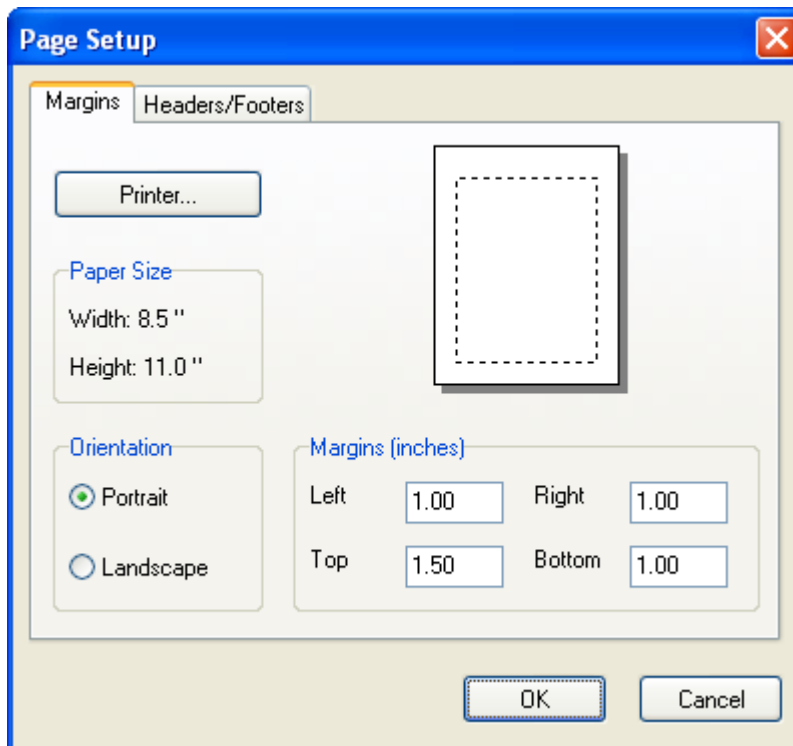 Page Setup
Margins Headers/Footers
Printer...
Paper Size
Width: 8.5 "
Height: 11.0 "
Orientation
Portrait
Landscape
Margins (inches)
Left 1.00 Right 1.00
Top 1.50 Bottom 1.00
OK Cancel